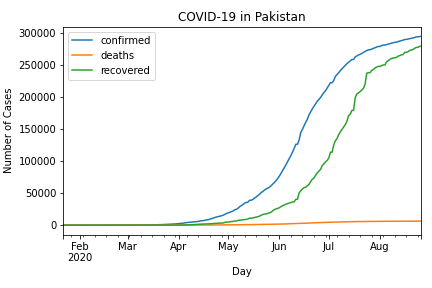 COVID-19 in Pakistan
confirmed
deaths
recovered
Number of Cases
300000
250000
200000
150000
100000
50000
0
Feb Mar Apr May Jun Jul Aug
2020
Day